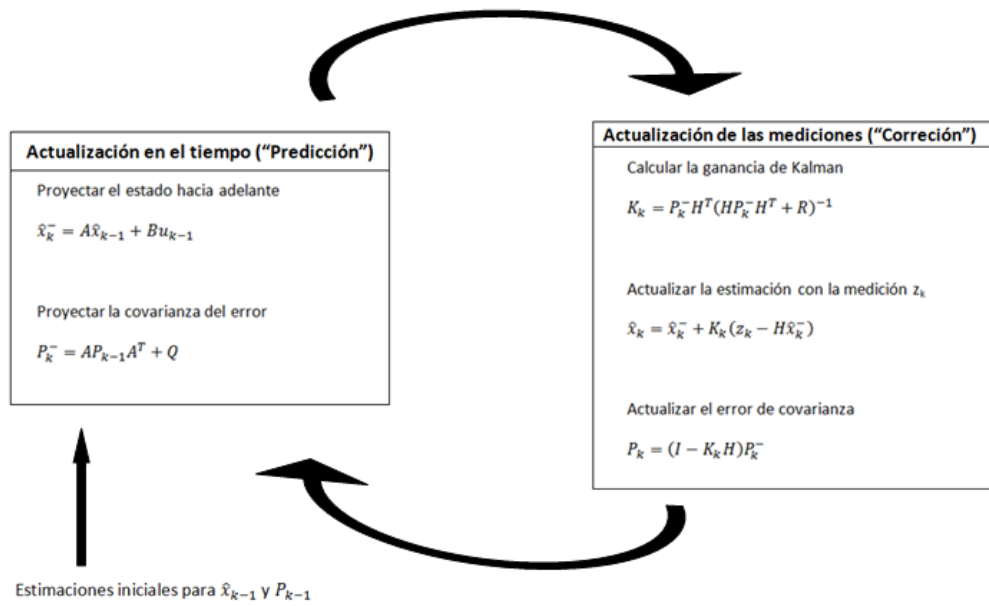 Actualización en el tiempo (“Predicción”)
Proyectar el estado hacia adelante
x̂ₖ⁻ = Ax̂ₖ₋₁ + Buₖ₋₁
Proyectar la covarianza del error
Pₖ⁻ = APₖ₋₁Aᵀ + Q
Actualización de las mediciones (“Correción”)
Calcular la ganancia de Kalman
Kₖ = Pₖ⁻Hᵀ(HPₖ⁻Hᵀ + R)⁻¹
Actualizar la estimación con la medición zₖ
x̂ₖ = x̂ₖ⁻ + Kₖ(zₖ − Hx̂ₖ⁻)
Actualizar el error de covarianza
Pₖ = (I − KₖH)Pₖ⁻
Estimaciones iniciales para x̂ₖ₋₁ y Pₖ₋₁